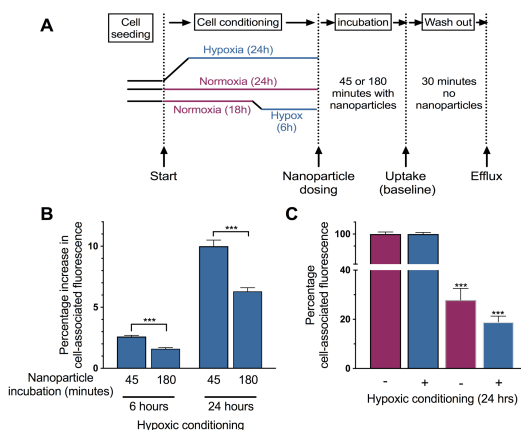 A
Cell seeding
Cell conditioning
incubation
Wash out
Hypoxia (24h)
Normoxia (24h)
Normoxia (18h)
Hypox (6h)
45 or 180 minutes with nanoparticles
30 minutes no nanoparticles
Start
Nanoparticle dosing
Uptake (baseline)
Efflux
B
Percentage increase in cell-associated fluorescence
10
5
0
***
***
Nanoparticle incubation (minutes)
45 180 45 180
6 hours 24 hours
Hypoxic conditioning
C
Percentage cell-associated fluorescence
100
40
20
0
***
***
- + - +
Hypoxic conditioning (24 hrs)